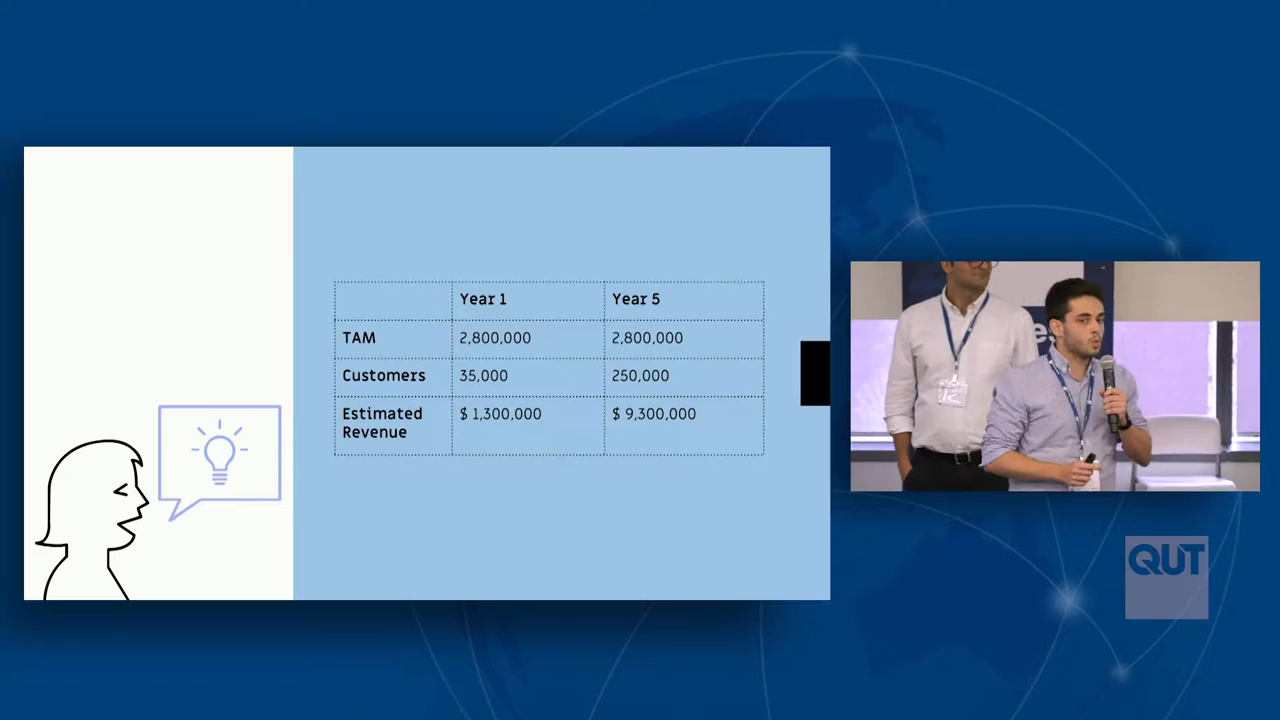 Year 1 Year 5
TAM 2,800,000 2,800,000
Customers 35,000 250,000
Estimated $ 1,300,000 $ 9,300,000
Revenue
QUT